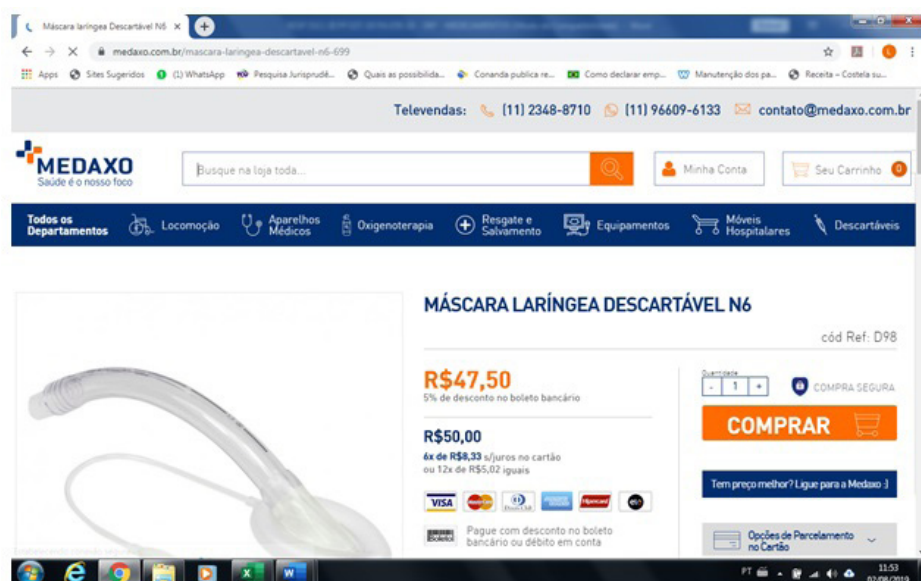 Máscara laríngea Descartável N6
medaxo.com.br/mascara-laringea-descartavel-n6-699
Apps
Sites Sugeridos
(1) WhatsApp
Pesquisa Jurisprudê...
Quais as possibilida...
Conanda publica re...
Como declarar emp...
Manutenção dos pa...
Receita – Costela su...
Televendas: (11) 2348-8710 (11) 96609-6133 contato@medaxo.com.br
MEDAXO
Saúde é o nosso foco
Busque na loja toda...
Minha Conta
Seu Carrinho 0
Todos os
Departamentos
Locomoção
Aparelhos
Médicos
Oxigenoterapia
Resgate e
Salvamento
Equipamentos
Móveis
Hospitalares
Descartáveis
MÁSCARA LARÍNGEA DESCARTÁVEL N6
cód Ref: D98
R$47,50
5% de desconto no boleto bancário
R$50,00
6x de R$8,33 s/juros no cartão
ou 12x de R$5,02 iguais
VISA
Hipercard
elo
Boleto
Pague com desconto no boleto
bancário ou débito em conta
Quantidade
- 1 +
COMPRA SEGURA
COMPRAR
Tem preço melhor? Ligue para a Medaxo :)
Opções de Parcelamento
no Cartão
PT
11:53
02/08/2019